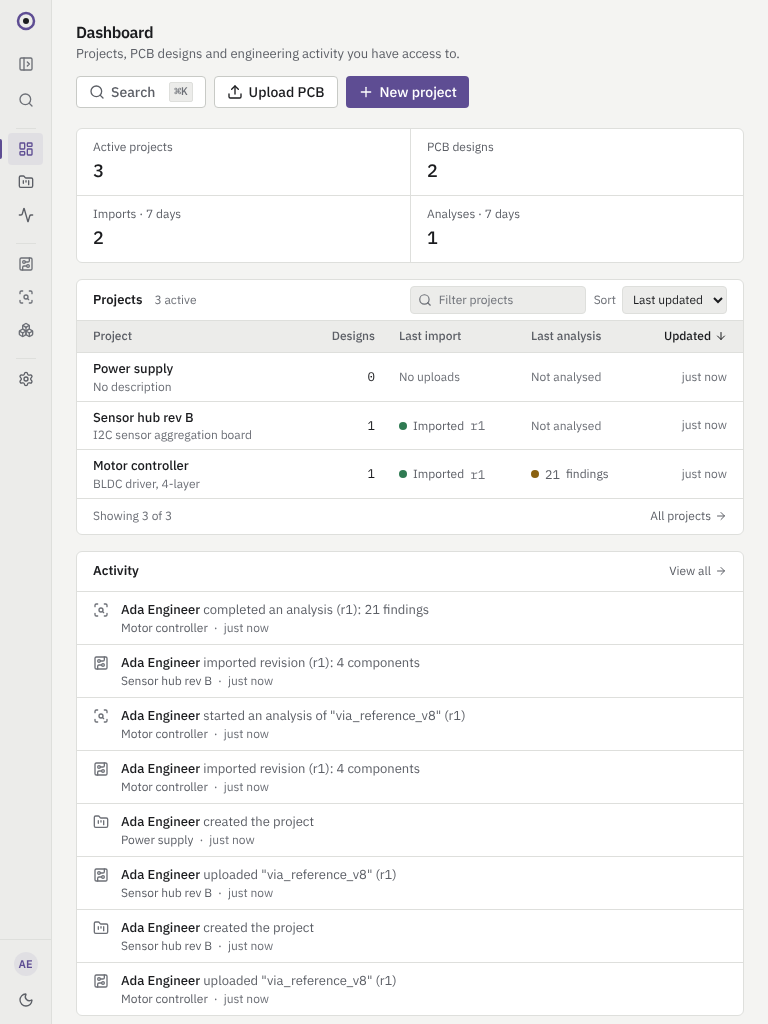 Dashboard
Projects, PCB designs and engineering activity you have access to.
Search ⌘K Upload PCB New project
Active projects PCB designs
3 2
Imports · 7 days Analyses · 7 days
2 1
Projects 3 active Filter projects Sort Last updated
Project Designs Last import Last analysis Updated ↓
Power supply
No description 0 No uploads Not analysed just now
Sensor hub rev B
I2C sensor aggregation board 1 Imported r1 Not analysed just now
Motor controller
BLDC driver, 4-layer 1 Imported r1 21 findings just now
Showing 3 of 3 All projects →
Activity View all →
Ada Engineer completed an analysis (r1): 21 findings
Motor controller · just now
Ada Engineer imported revision (r1): 4 components
Sensor hub rev B · just now
Ada Engineer started an analysis of "via_reference_v8" (r1)
Motor controller · just now
Ada Engineer imported revision (r1): 4 components
Motor controller · just now
Ada Engineer created the project
Power supply · just now
Ada Engineer uploaded "via_reference_v8" (r1)
Sensor hub rev B · just now
Ada Engineer created the project
Sensor hub rev B · just now
AE
Ada Engineer uploaded "via_reference_v8" (r1)
Motor controller · just now